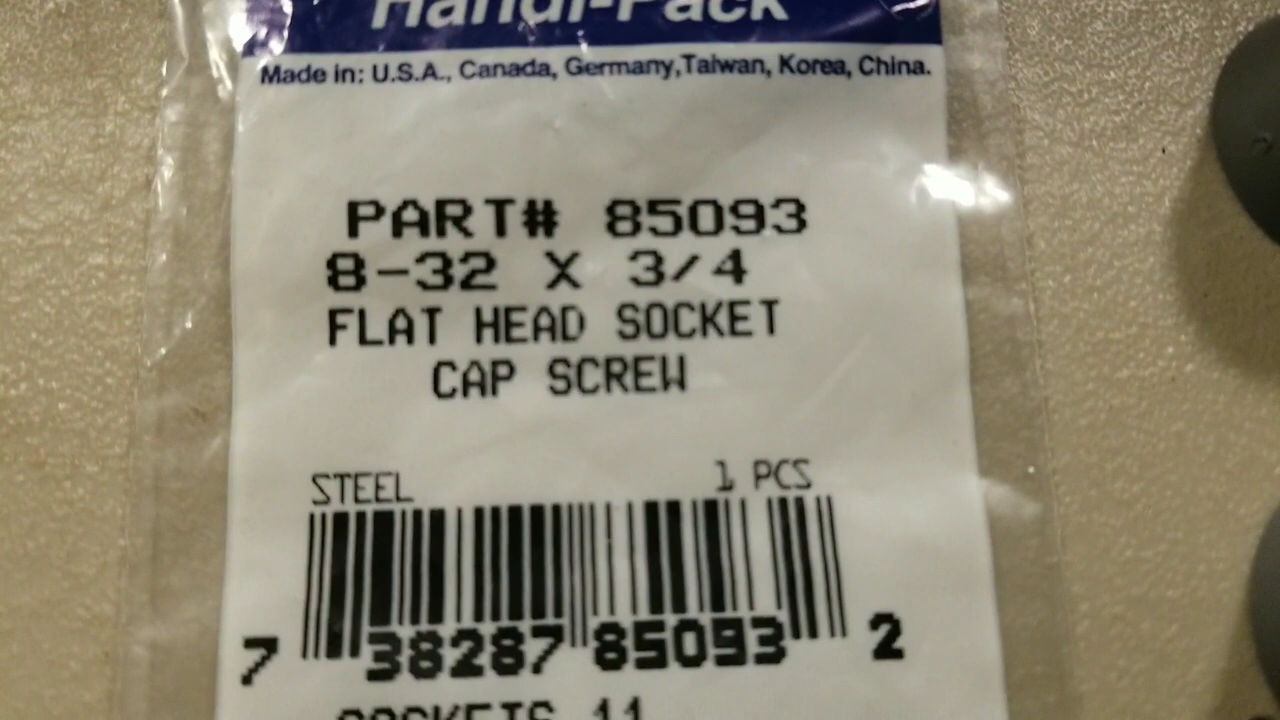 Handi-Pack
Made in: U.S.A., Canada, Germany,Taiwan, Korea, China.
PART# 85093
8-32 X 3/4
FLAT HEAD SOCKET
CAP SCREW
STEEL 1 PCS
7 38287 85093 2
SOCKETS 11